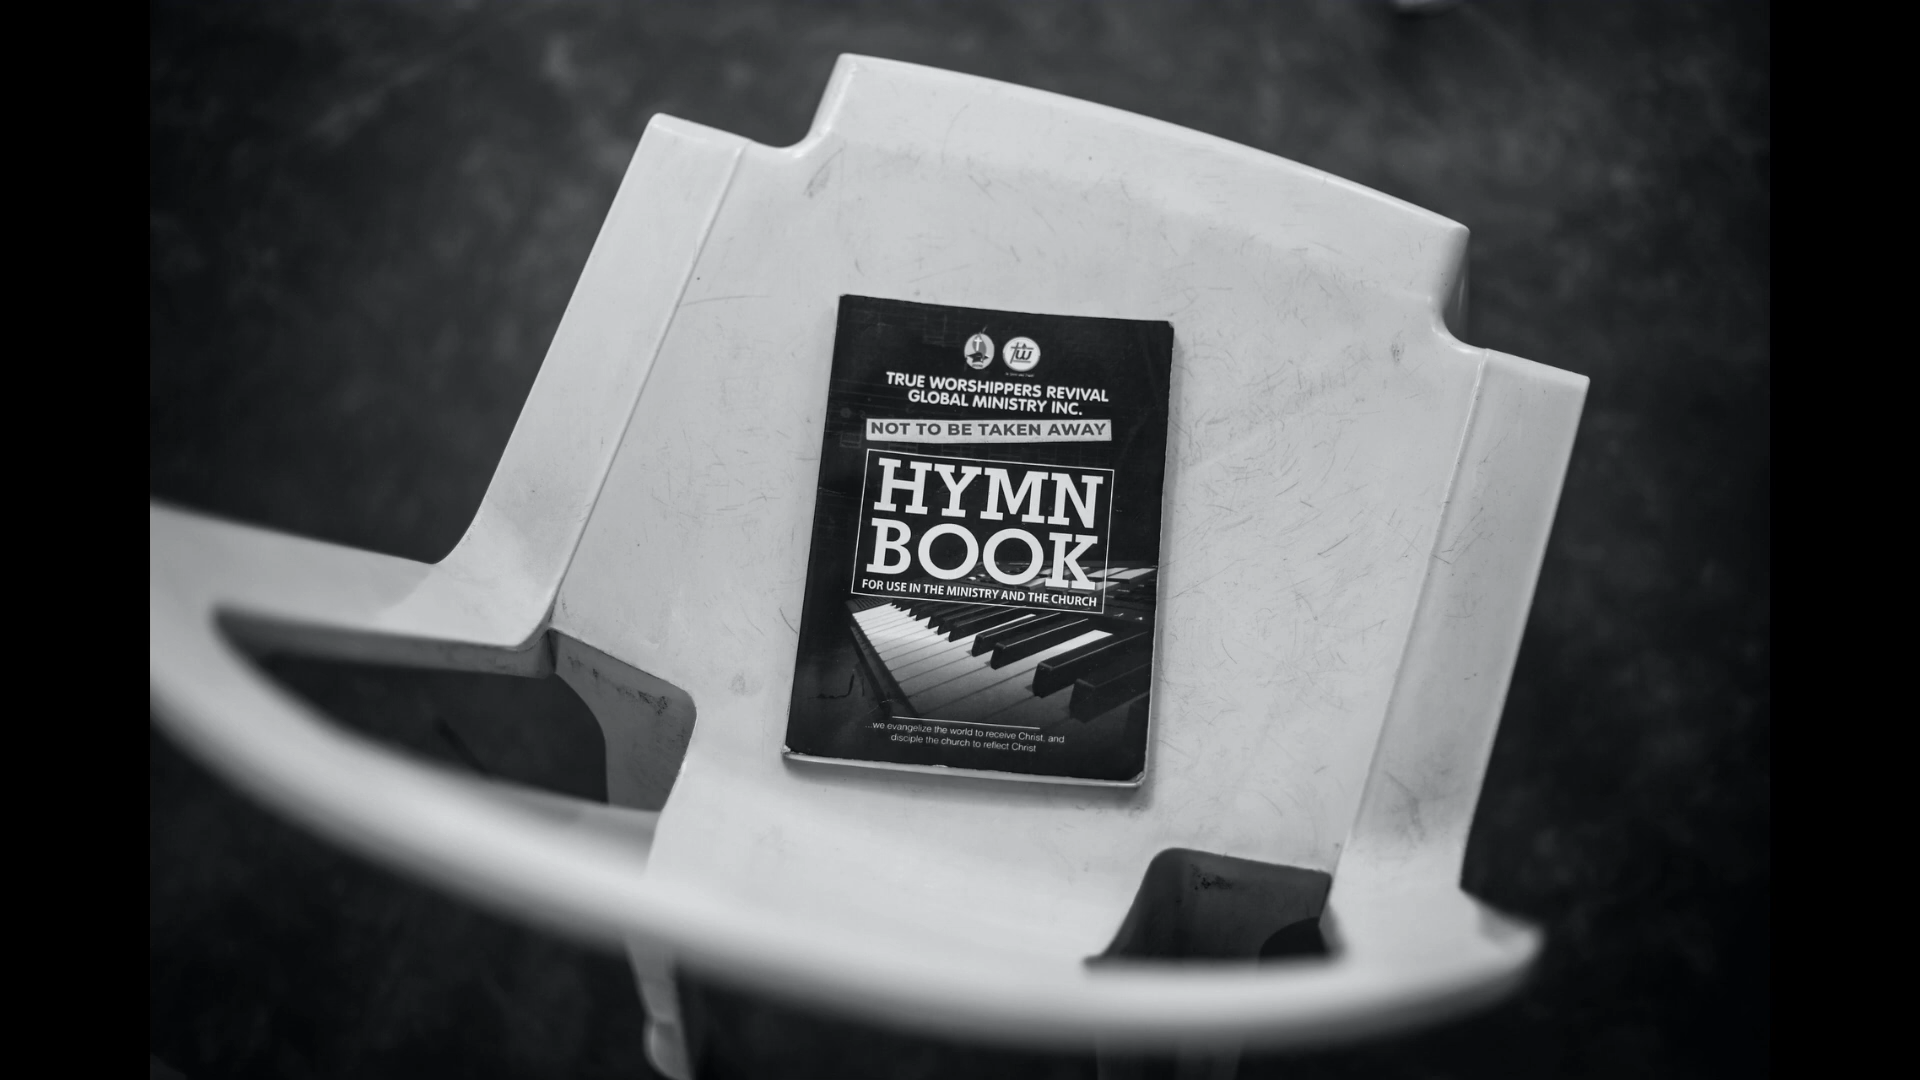 tw
TRUE WORSHIPPERS REVIVAL
GLOBAL MINISTRY INC.
NOT TO BE TAKEN AWAY
HYMN
BOOK
FOR USE IN THE MINISTRY AND THE CHURCH
...we evangelize the world to receive Christ, and
disciple the church to reflect Christ